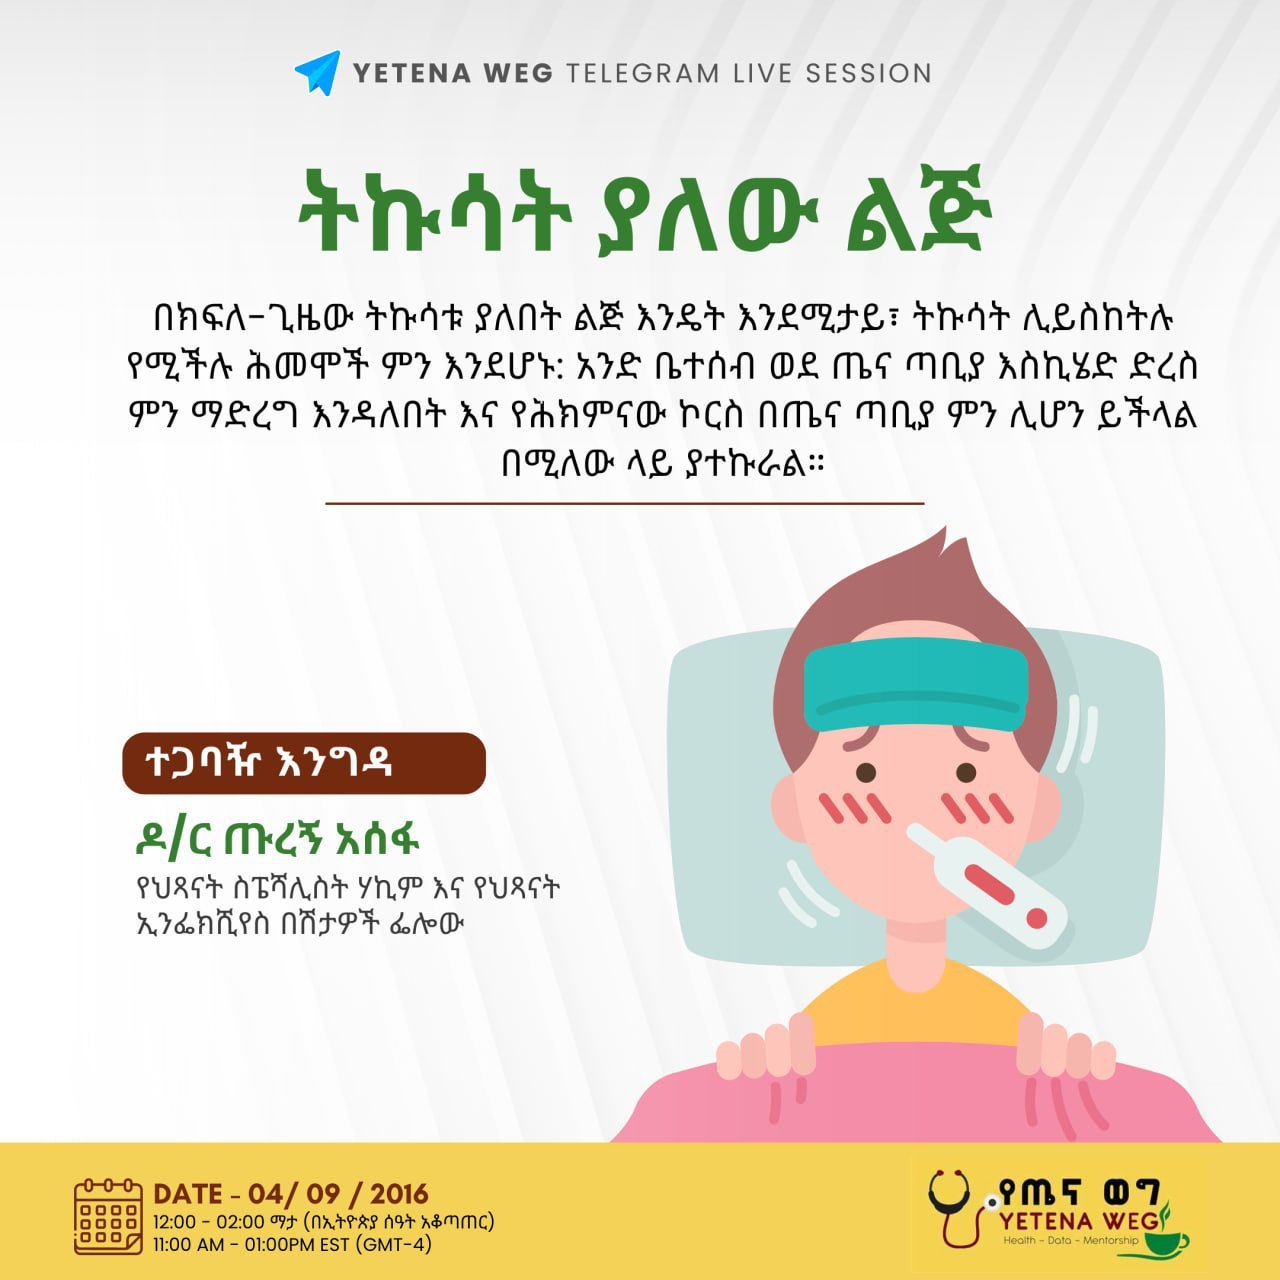 YETENA WEG TELEGRAM LIVE SESSION
ትኩሳት ያለው ልጅ
በክፍለ-ጊዜው ትኩሳቱ ያለበት ልጅ እንዴት እንደሚታይ፣ ትኩሳት ሊይስከትሉ
የሚችሉ ሕመሞች ምን እንደሆኑ: አንድ ቤተሰብ ወደ ጤና ጣቢያ እስኪሄድ ድረስ
ምን ማድረግ እንዳለበት እና የሕክምናው ኮርስ በጤና ጣቢያ ምን ሊሆን ይችላል
በሚለው ላይ ያተኩራል።
ተጋባዥ እንግዳ
ዶ/ር ጡረኝ አሰፋ
የህጻናት ስፔሻሊስት ሃኪም እና የህጻናት
ኢንፌክሺየስ በሽታዎች ፌሎው
DATE - 04/ 09 / 2016
12:00 - 02:00 ማታ (በኢትዮጵያ ሰዓት አቆጣጠር)
11:00 AM - 01:00PM EST (GMT-4)
የጤና ወግ
YETENA WEG
Health - Data - Mentorship